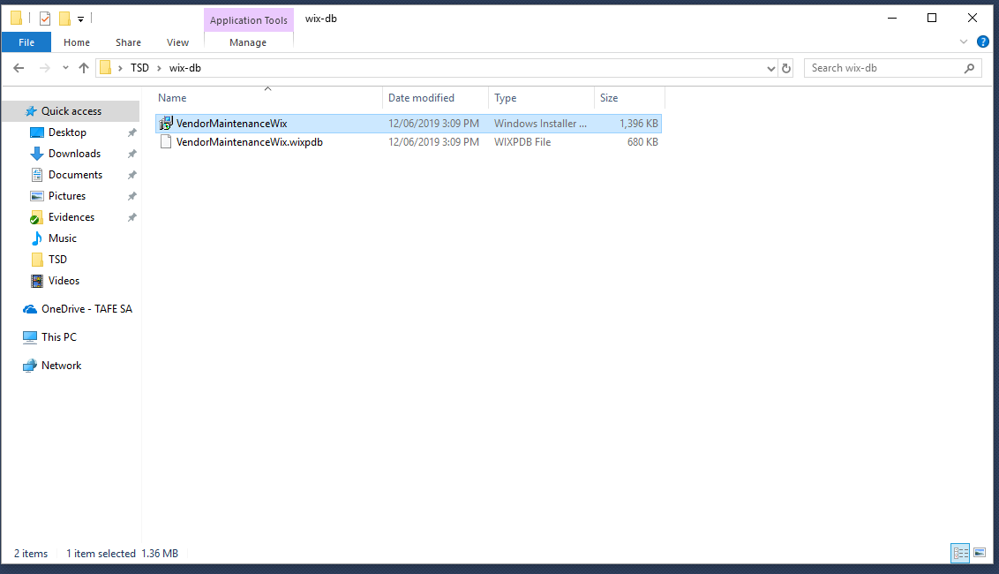 Application Tools wix-db
File Home Share View Manage
TSD wix-db Search wix-db
Name Date modified Type Size
Quick access
VendorMaintenanceWix 12/06/2019 3:09 PM Windows Installer ... 1,396 KB
Desktop
VendorMaintenanceWix.wixpdb 12/06/2019 3:09 PM WIXPDB File 680 KB
Downloads
Documents
Pictures
Evidences
Music
TSD
Videos
OneDrive - TAFE SA
This PC
Network
2 items 1 item selected 1.36 MB